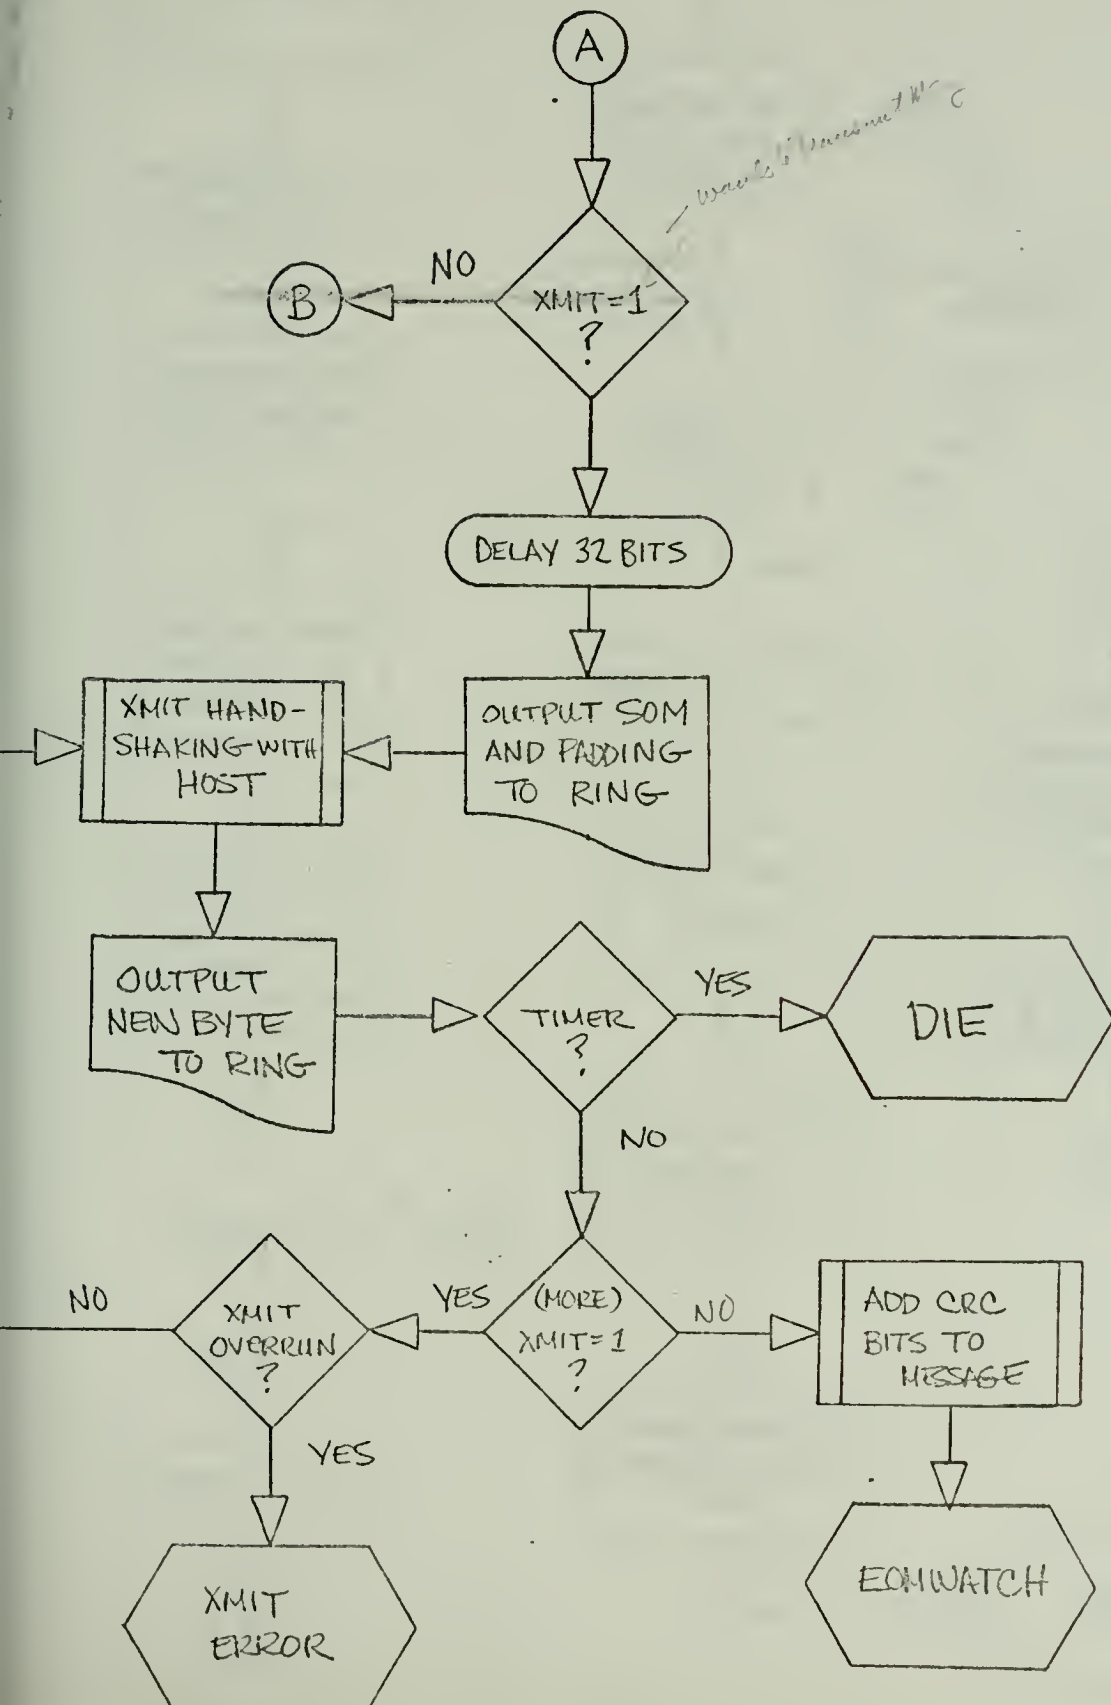 A
wants to
NO
B
XMIT=1
?
DELAY 32 BITS
XMIT HAND-
SHAKING WITH
HOST
OUTPUT SOM
AND PADDING
TO RING
OUTPUT
NEW BYTE
TO RING
TIMER
?
YES
DIE
NO
NO
XMIT
OVERRUN
?
YES
(MORE)
XMIT=1
?
NO
ADD CRC
BITS TO
MESSAGE
YES
XMIT
ERROR
EOMWATCH